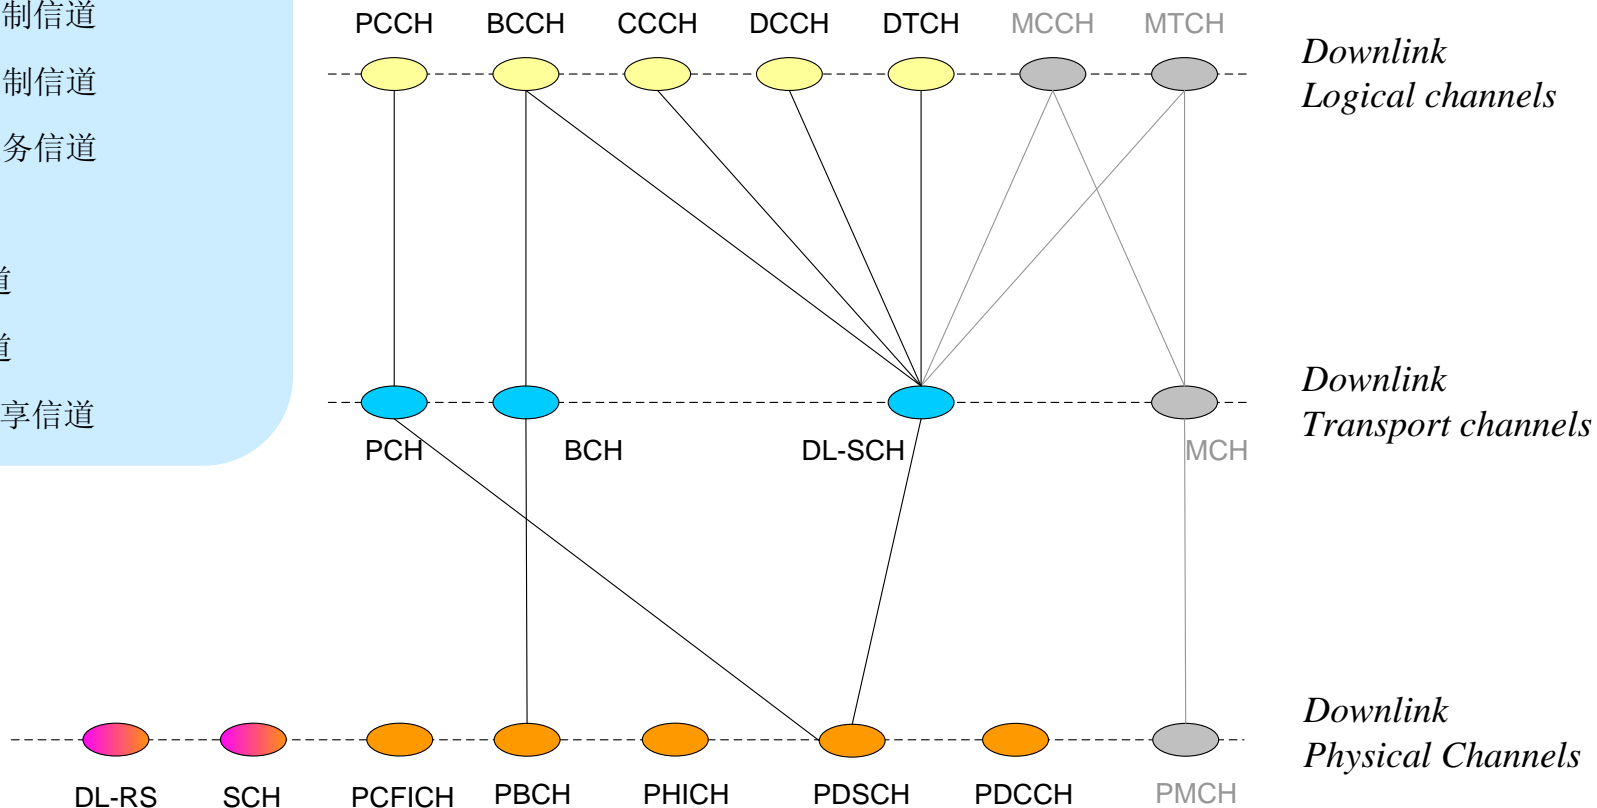 制信道
制信道
务信道
道
道
享信道
PCCH BCCH CCCH DCCH DTCH MCCH MTCH
Downlink
Logical channels
Downlink
Transport channels
PCH BCH DL-SCH MCH
Downlink
Physical Channels
DL-RS SCH PCFICH PBCH PHICH PDSCH PDCCH PMCH